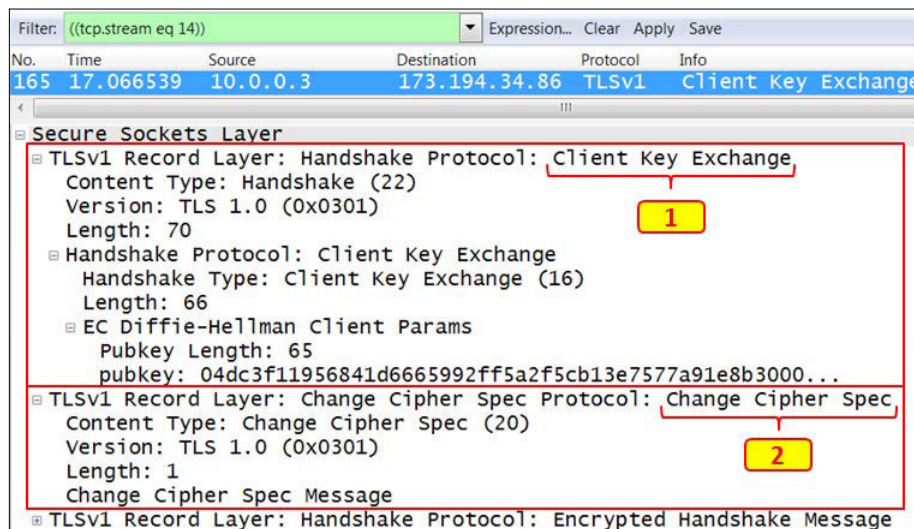 Filter: ((tcp.stream eq 14)) Expression... Clear Apply Save
No. Time Source Destination Protocol Info
165 17.066539 10.0.0.3 173.194.34.86 TLSv1 Client Key Exchange
Secure Sockets Layer
TLSv1 Record Layer: Handshake Protocol: Client Key Exchange
Content Type: Handshake (22)
Version: TLS 1.0 (0x0301)
1
Length: 70
Handshake Protocol: Client Key Exchange
Handshake Type: Client Key Exchange (16)
Length: 66
EC Diffie-Hellman Client Params
Pubkey Length: 65
pubkey: 04dc3f11956841d6665992ff5a2f5cb13e7577a91e8b3000...
TLSv1 Record Layer: Change Cipher Spec Protocol: Change Cipher Spec
Content Type: Change Cipher Spec (20)
Version: TLS 1.0 (0x0301)
2
Length: 1
Change Cipher Spec Message
TLSv1 Record Layer: Handshake Protocol: Encrypted Handshake Message